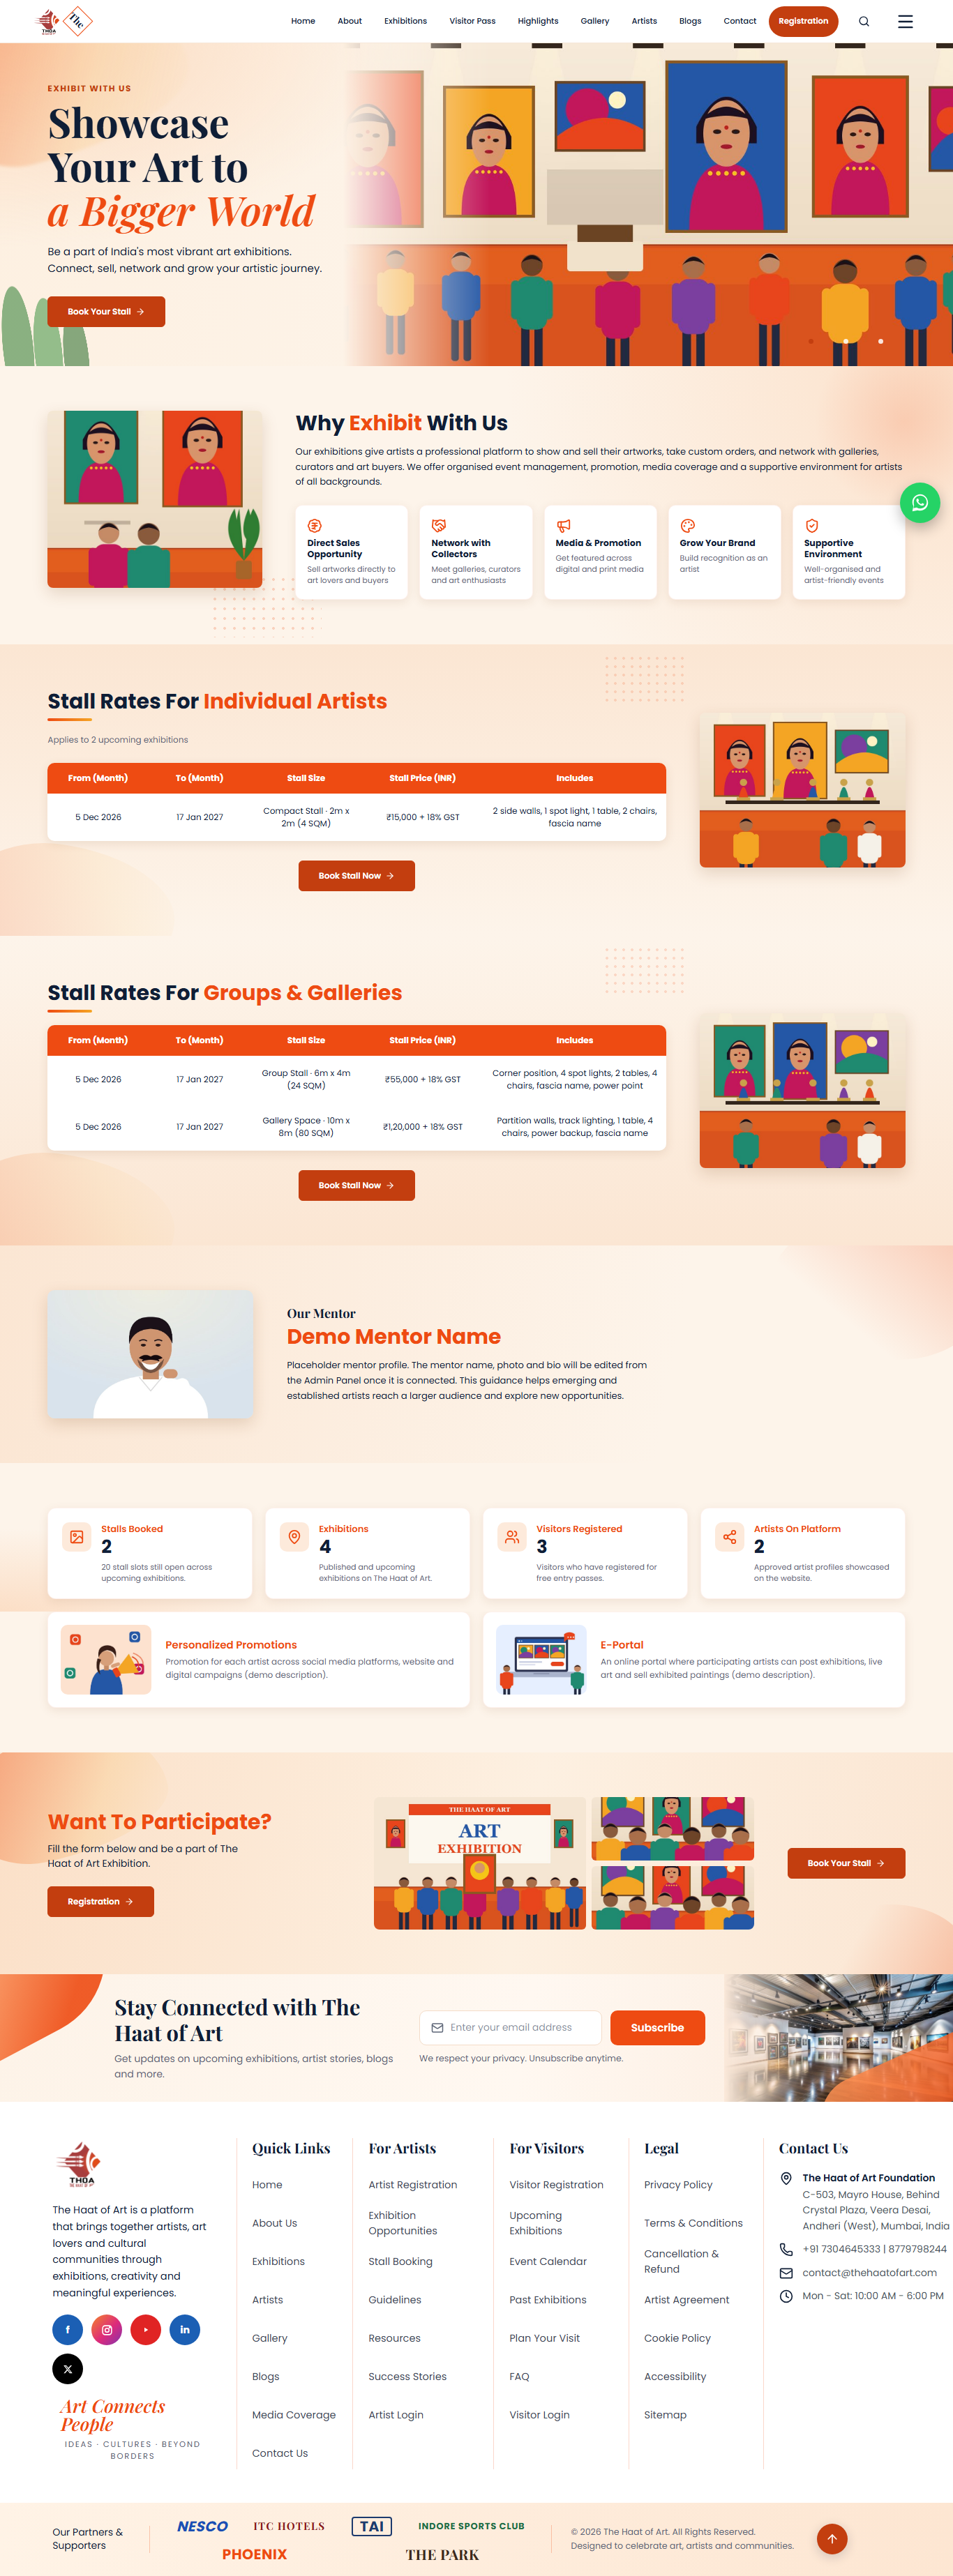 THOA
The
Home
About
Exhibitions
Visitor Pass
Highlights
Gallery
Artists
Blogs
Contact
Registration
EXHIBIT WITH US
Showcase
Your Art to
a Bigger World
Be a part of India's most vibrant art exhibitions.
Connect, sell, network and grow your artistic journey.
Book Your Stall →
Why Exhibit With Us
Our exhibitions give artists a professional platform to show and sell their artworks, take custom orders, and network with galleries,
curators and art buyers. We offer organised event management, promotion, media coverage and a supportive environment for artists
of all backgrounds.
Direct Sales
Opportunity
Sell artworks directly to
art lovers and buyers
Network with
Collectors
Meet galleries, curators
and art enthusiasts
Media & Promotion
Get featured across
digital and print media
Grow Your Brand
Build recognition as an
artist
Supportive
Environment
Well-organised and
artist-friendly events
Stall Rates For Individual Artists
Applies to 2 upcoming exhibitions
From (Month) To (Month) Stall Size Stall Price (INR) Includes
5 Dec 2026 17 Jan 2027 Compact Stall · 2m x
2m (4 SQM) ₹15,000 + 18% GST 2 side walls, 1 spot light, 1 table, 2 chairs,
fascia name
Book Stall Now →
Stall Rates For Groups & Galleries
From (Month) To (Month) Stall Size Stall Price (INR) Includes
5 Dec 2026 17 Jan 2027 Group Stall · 6m x 4m
(24 SQM) ₹55,000 + 18% GST Corner position, 4 spot lights, 2 tables, 4
chairs, fascia name, power point
5 Dec 2026 17 Jan 2027 Gallery Space · 10m x
8m (80 SQM) ₹1,20,000 + 18% GST Partition walls, track lighting, 1 table, 4
chairs, power backup, fascia name
Book Stall Now →
Our Mentor
Demo Mentor Name
Placeholder mentor profile. The mentor name, photo and bio will be edited from
the Admin Panel once it is connected. This guidance helps emerging and
established artists reach a larger audience and explore new opportunities.
Stalls Booked
2
20 stall slots still open across
upcoming exhibitions.
Exhibitions
4
Published and upcoming
exhibitions on The Haat of Art.
Visitors Registered
3
Visitors who have registered for
free entry passes.
Artists On Platform
2
Approved artist profiles showcased
on the website.
Personalized Promotions
Promotion for each artist across social media platforms, website and
digital campaigns (demo description).
E-Portal
An online portal where participating artists can post exhibitions, live
art and sell exhibited paintings (demo description).
Want To Participate?
Fill the form below and be a part of The
Haat of Art Exhibition.
Registration →
THE HAAT OF ART
ART
EXHIBITION
Book Your Stall →
Stay Connected with The
Haat of Art
Get updates on upcoming exhibitions, artist stories, blogs
and more.
Enter your email address
Subscribe
We respect your privacy. Unsubscribe anytime.
THOA
The Haat of Art is a platform
that brings together artists, art
lovers and cultural
communities through
exhibitions, creativity and
meaningful experiences.
Art Connects
People
IDEAS · CULTURES · BEYOND
BORDERS
Quick Links
Home
About Us
Exhibitions
Artists
Gallery
Blogs
Media Coverage
Contact Us
For Artists
Artist Registration
Exhibition
Opportunities
Stall Booking
Guidelines
Resources
Success Stories
Artist Login
For Visitors
Visitor Registration
Upcoming
Exhibitions
Event Calendar
Past Exhibitions
Plan Your Visit
FAQ
Visitor Login
Legal
Privacy Policy
Terms & Conditions
Cancellation &
Refund
Artist Agreement
Cookie Policy
Accessibility
Sitemap
Contact Us
The Haat of Art Foundation
C-503, Mayro House, Behind
Crystal Plaza, Veera Desai,
Andheri (West), Mumbai, India
+91 7304645333 | 8779798244
contact@thehaatofart.com
Mon - Sat: 10:00 AM - 6:00 PM
Our Partners &
Supporters
NESCO
ITC HOTELS
TAI
INDORE SPORTS CLUB
PHOENIX
THE PARK
© 2026 The Haat of Art. All Rights Reserved.
Designed to celebrate art, artists and communities.